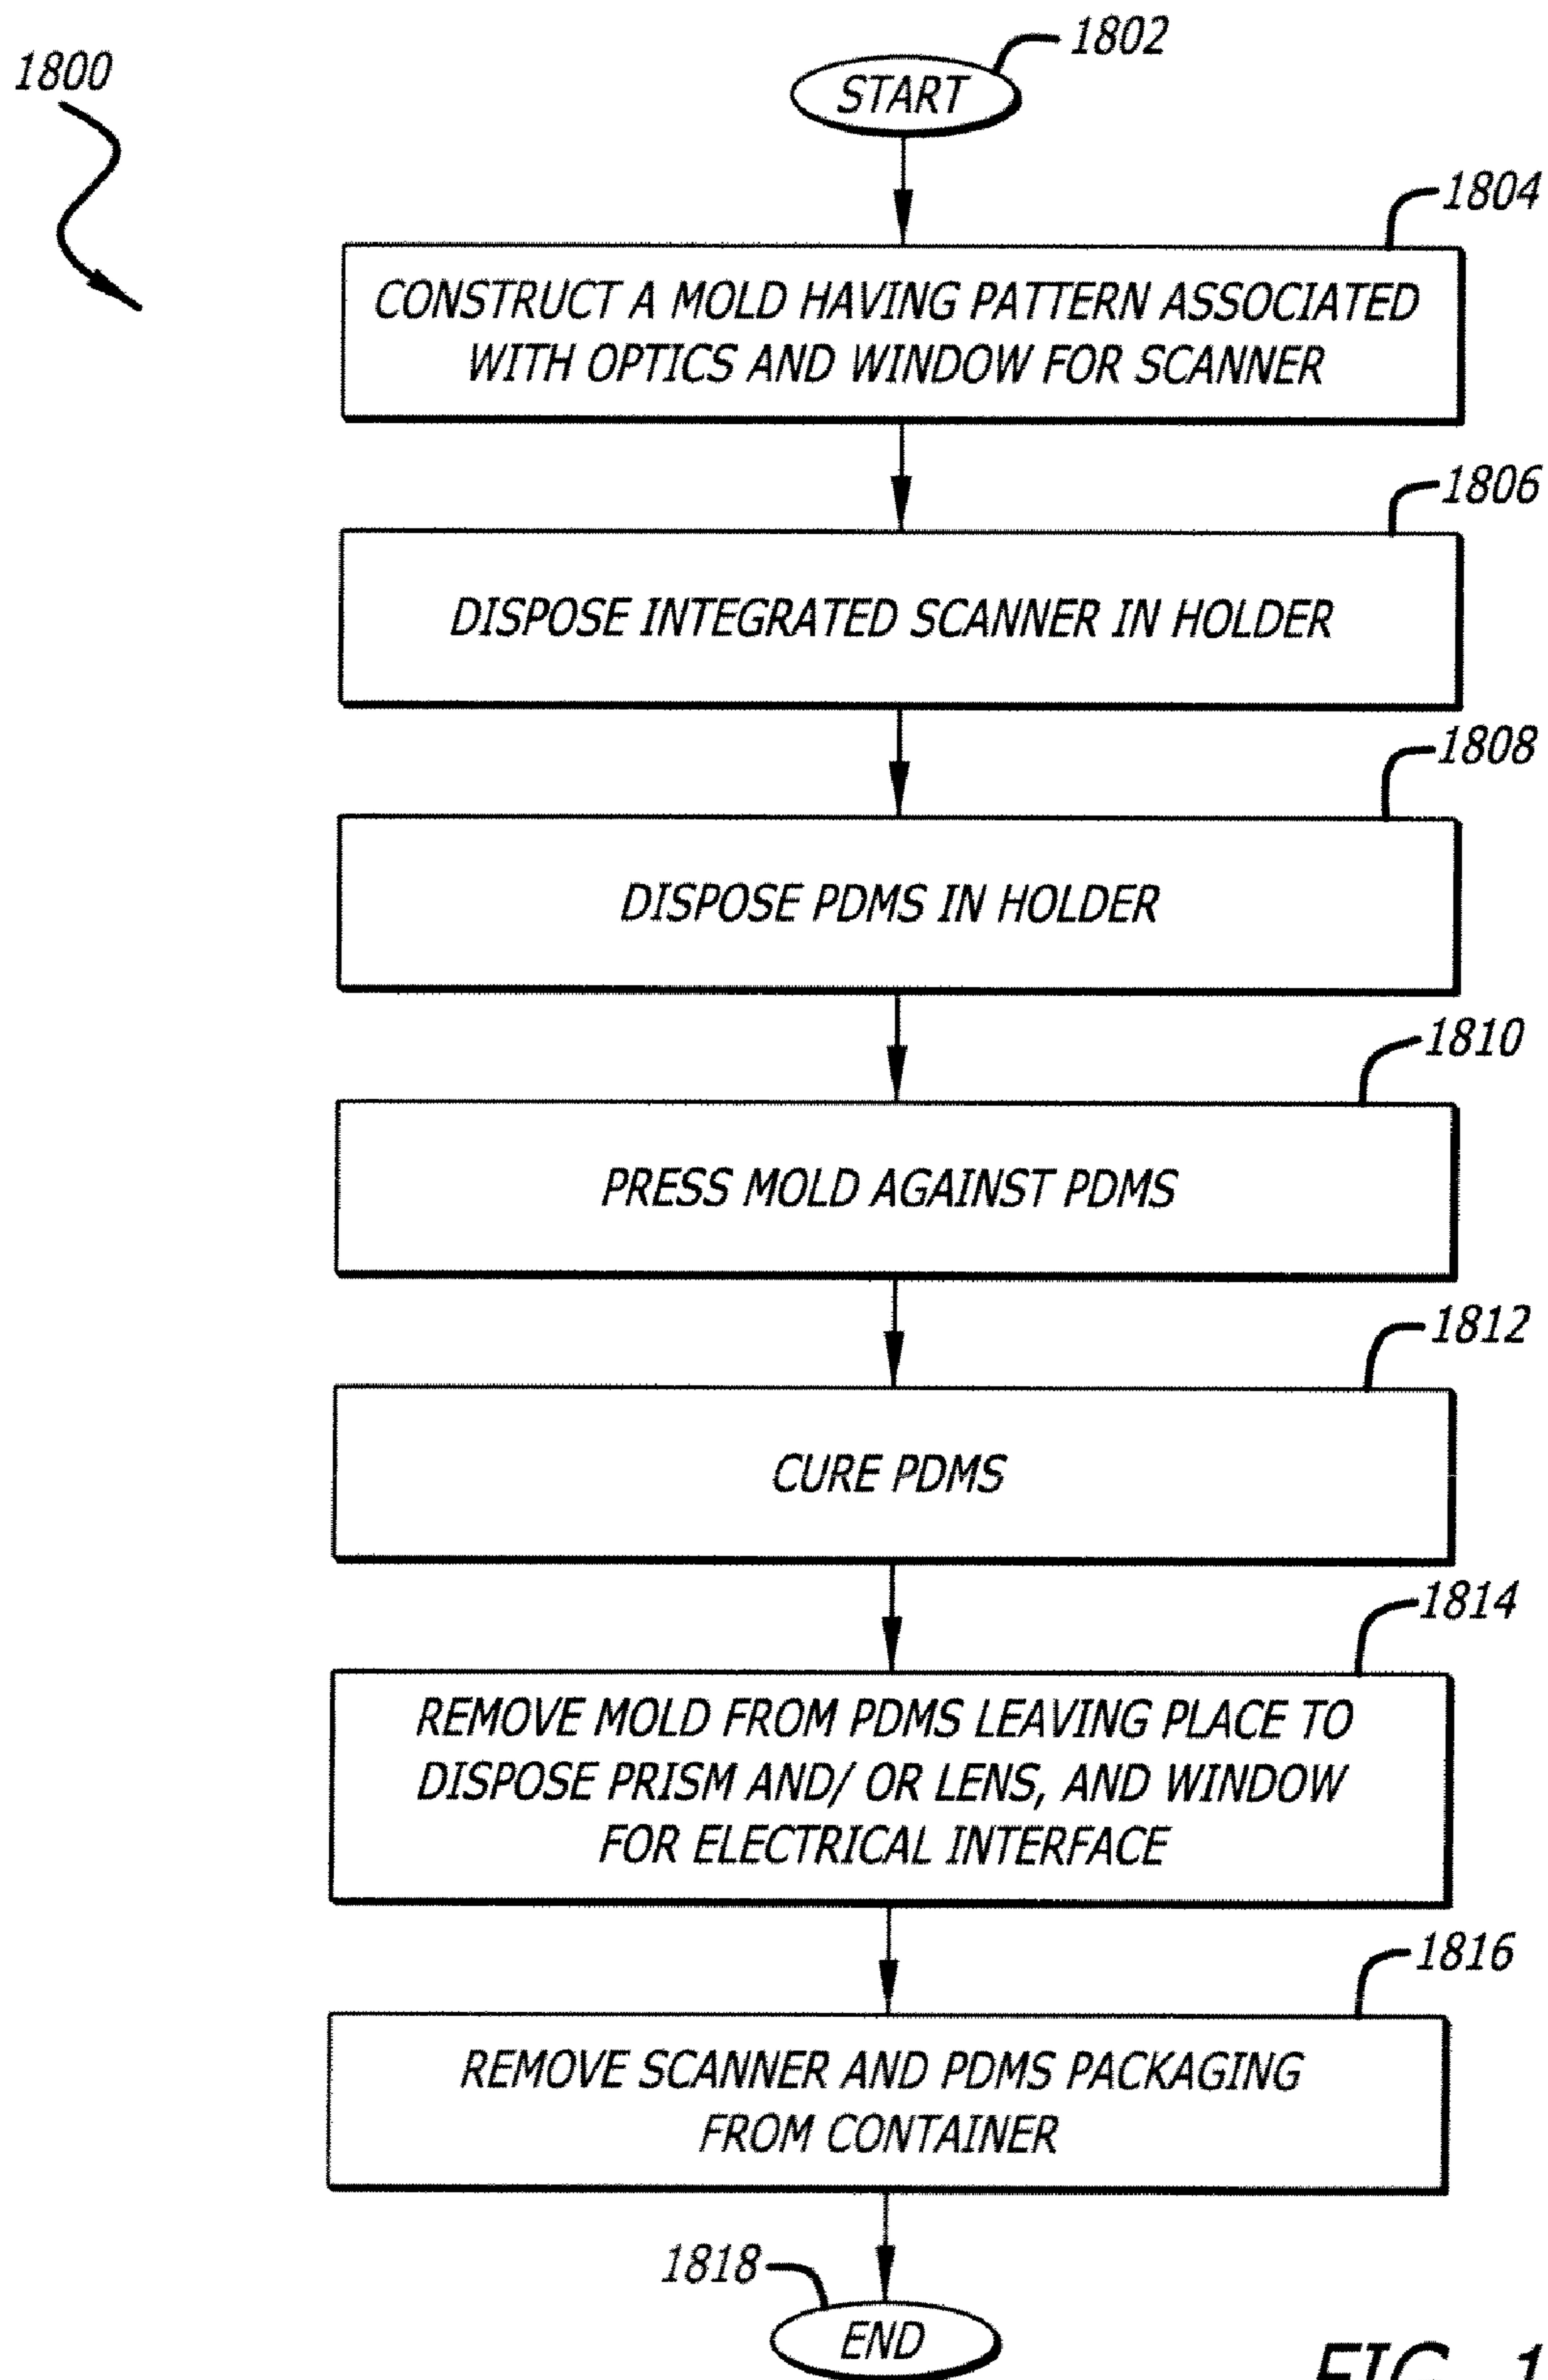 1800
1802
START
1804
CONSTRUCT A MOLD HAVING PATTERN ASSOCIATED
WITH OPTICS AND WINDOW FOR SCANNER
1806
DISPOSE INTEGRATED SCANNER IN HOLDER
1808
DISPOSE PDMS IN HOLDER
1810
PRESS MOLD AGAINST PDMS
1812
CURE PDMS
1814
REMOVE MOLD FROM PDMS LEAVING PLACE TO
DISPOSE PRISM AND/ OR LENS, AND WINDOW
FOR ELECTRICAL INTERFACE
1816
REMOVE SCANNER AND PDMS PACKAGING
FROM CONTAINER
1818
END
FIG. 1